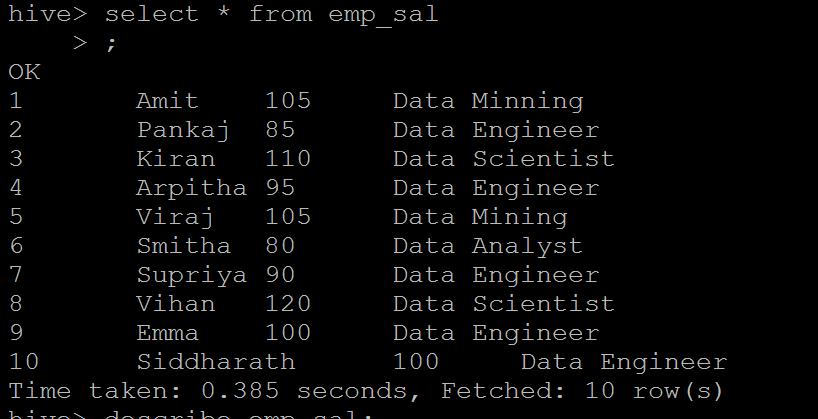 hive> select * from emp_sal
    > ;
OK
1       Amit    105     Data Minning
2       Pankaj  85      Data Engineer
3       Kiran   110     Data Scientist
4       Arpitha 95      Data Engineer
5       Viraj   105     Data Mining
6       Smitha  80      Data Analyst
7       Supriya 90      Data Engineer
8       Vihan   120     Data Scientist
9       Emma    100     Data Engineer
10      Siddharath      100     Data Engineer
Time taken: 0.385 seconds, Fetched: 10 row(s)
hive> describe emp_sal;